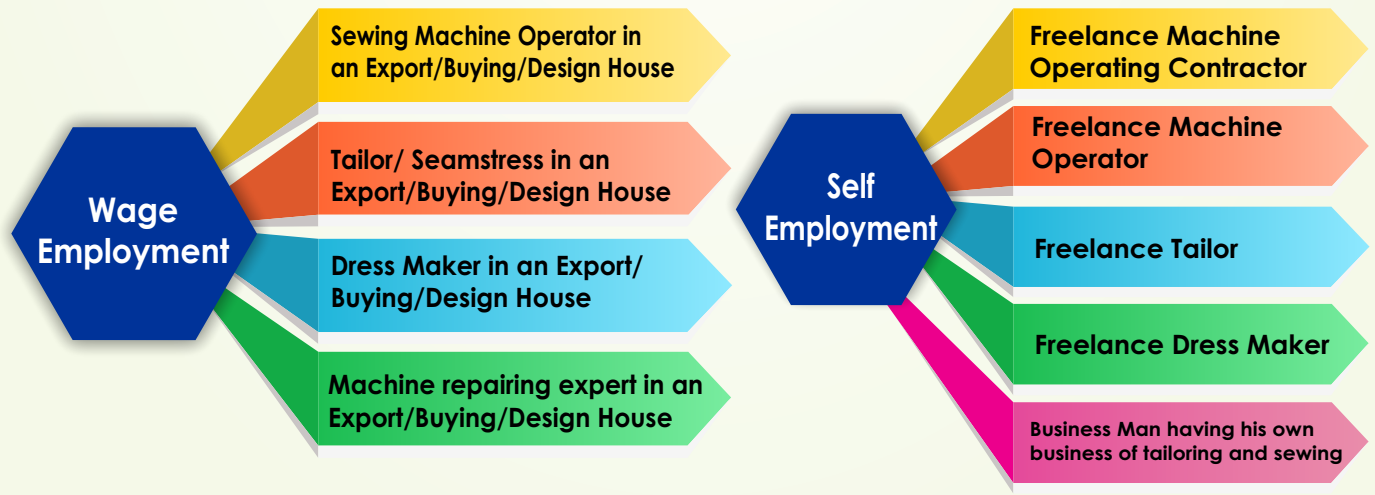 Wage
Employment
Sewing Machine Operator in
an Export/Buying/Design House
Tailor/ Seamstress in an
Export/Buying/Design House
Dress Maker in an Export/
Buying/Design House
Machine repairing expert in an
Export/Buying/Design House
Self
Employment
Freelance Machine
Operating Contractor
Freelance Machine
Operator
Freelance Tailor
Freelance Dress Maker
Business Man having his own
business of tailoring and sewing